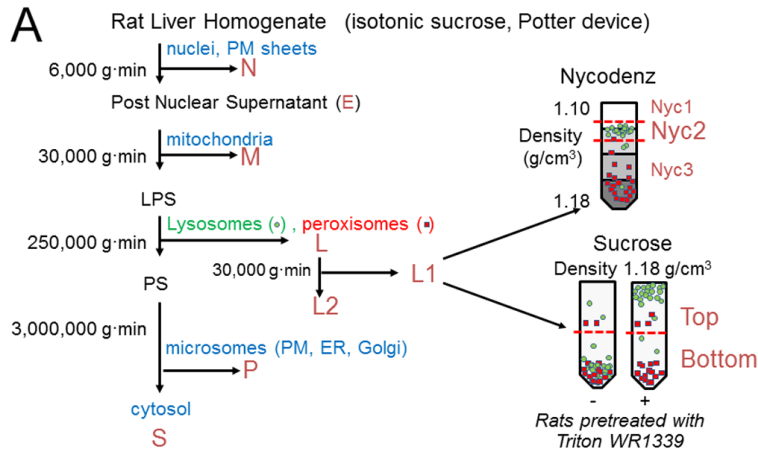 A
Rat Liver Homogenate (isotonic sucrose, Potter device)
nuclei, PM sheets
6,000 g·min
N
Post Nuclear Supernatant (E)
mitochondria
30,000 g·min
M
LPS
Lysosomes ( ) , peroxisomes ( )
250,000 g·min
L
30,000 g·min
L1
L2
PS
3,000,000 g·min
microsomes (PM, ER, Golgi)
P
cytosol
S
Nycodenz
1.10
Nyc1
Density
(g/cm³)
Nyc2
Nyc3
1.18
Sucrose
Density 1.18 g/cm³
Top
Bottom
- +
Rats pretreated with
Triton WR1339